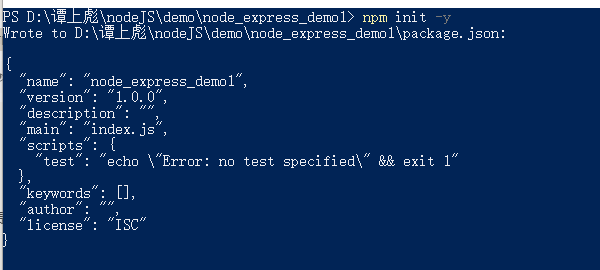 PS D:\谭上彪\nodeJS\demo\node_express_demo1> npm init -y
Wrote to D:\谭上彪\nodeJS\demo\node_express_demo1\package.json:
{
  "name": "node_express_demo1",
  "version": "1.0.0",
  "description": "",
  "main": "index.js",
  "scripts": {
    "test": "echo \"Error: no test specified\" && exit 1"
  },
  "keywords": [],
  "author": "",
  "license": "ISC"
}